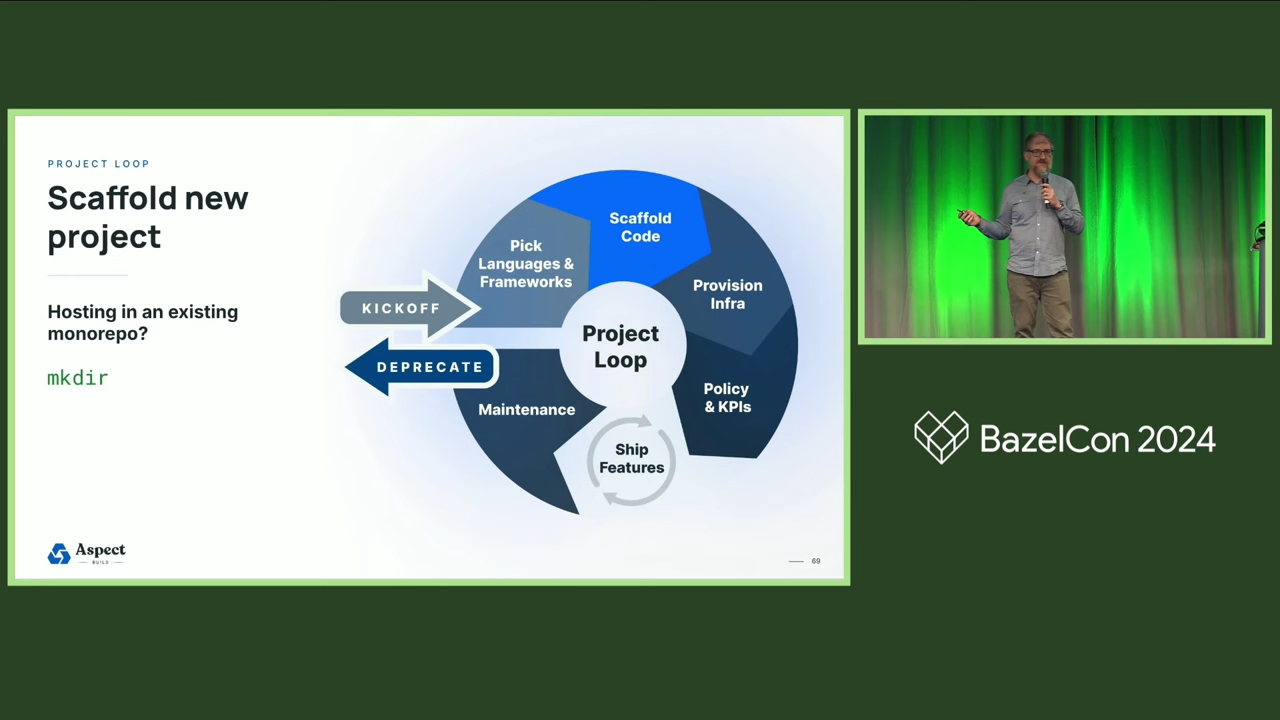 PROJECT LOOP
Scaffold new
project
Hosting in an existing
monorepo?
mkdir
KICKOFF
DEPRECATE
Pick
Languages &
Frameworks
Scaffold
Code
Provision
Infra
Policy
& KPIs
Ship
Features
Maintenance
Project
Loop
Aspect
BUILD
69
BazelCon 2024